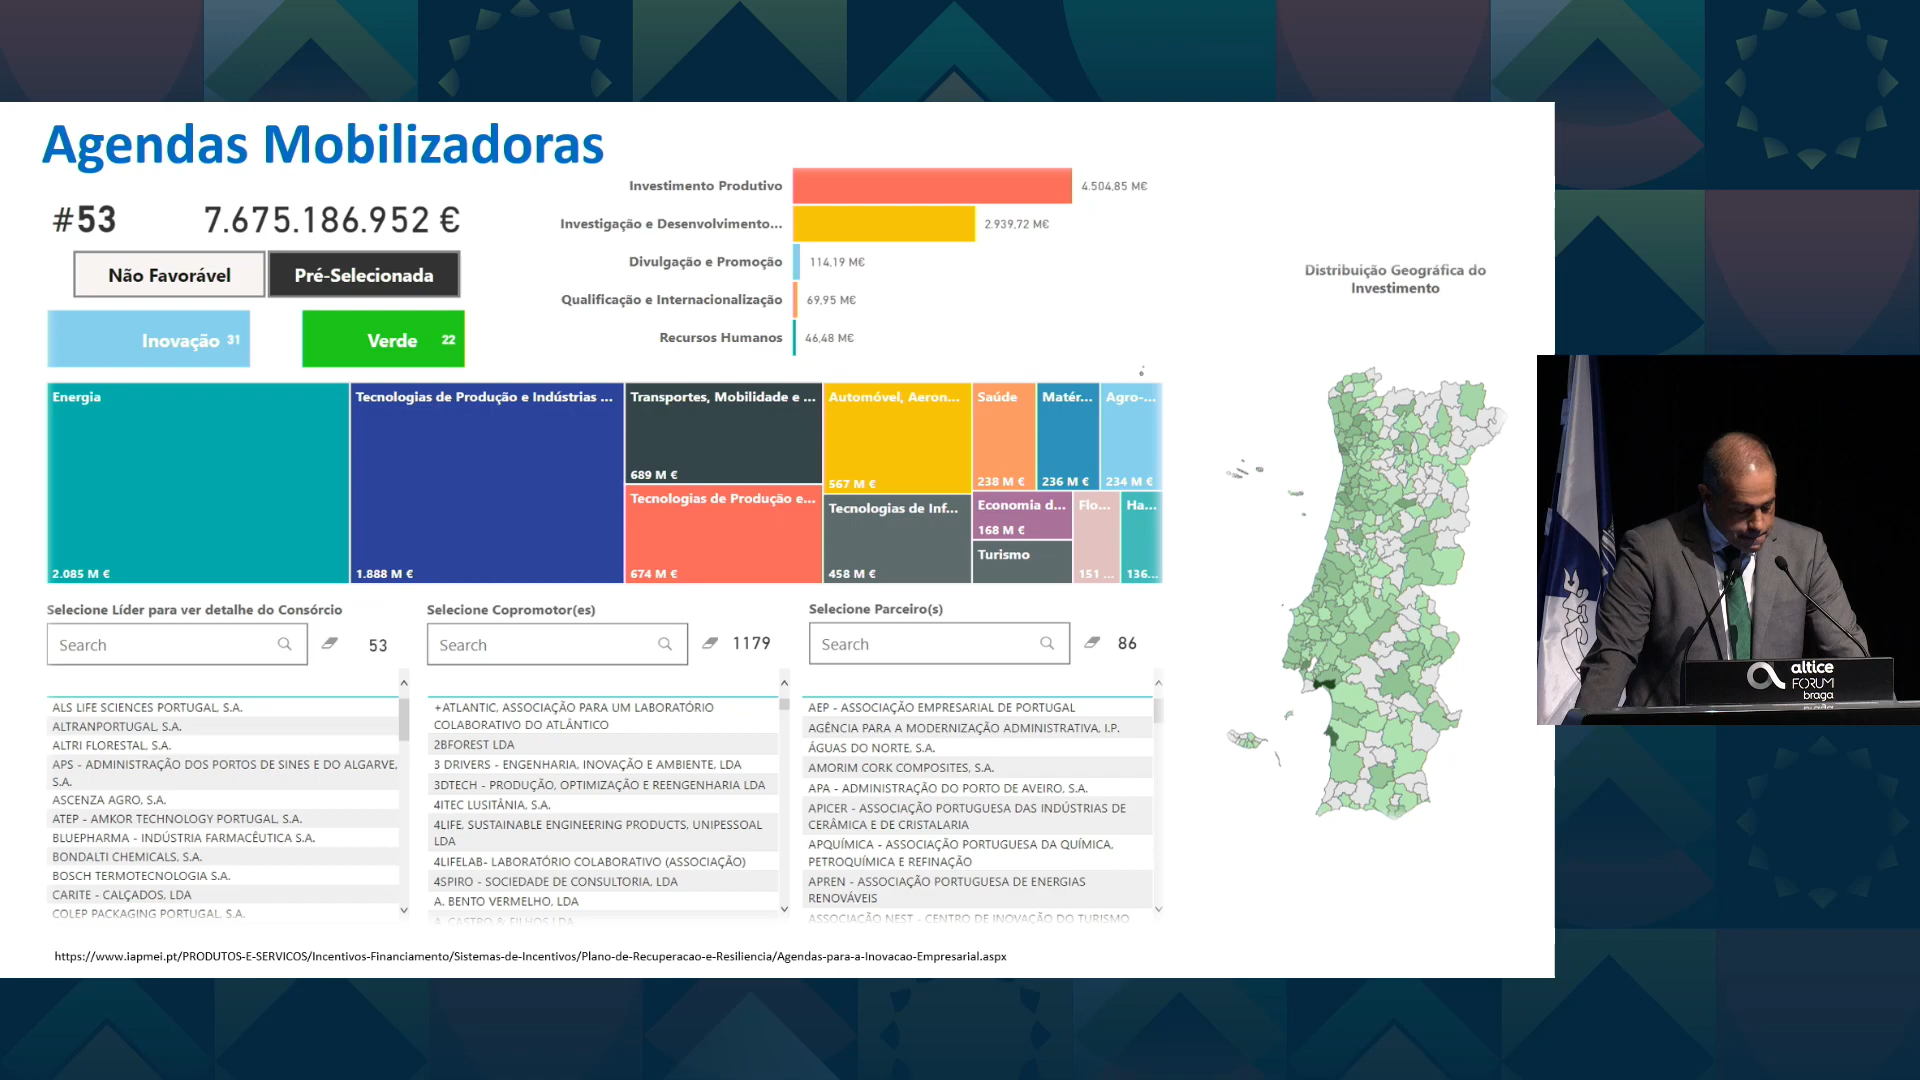 Agendas Mobilizadoras
#53
7.675.186.952 €
Não Favorável
Pré-Selecionada
Inovação 31
Verde 22
Investimento Produtivo 4.504,85 M€
Investigação e Desenvolvimento... 2.939,72 M€
Divulgação e Promoção 114,19 M€
Qualificação e Internacionalização 69,95 M€
Recursos Humanos 46,48 M€
Distribuição Geográfica do
Investimento
Energia
2.085 M €
Tecnologias de Produção e Indústrias ...
1.888 M €
Transportes, Mobilidade e ...
689 M €
Tecnologias de Produção e...
674 M €
Automóvel, Aeron...
567 M €
Tecnologias de Inf...
458 M €
Saúde
238 M €
Matér...
236 M €
Agro-...
234 M €
Economia d...
168 M €
Turismo
Flo...
151 ...
Ha...
136...
Selecione Líder para ver detalhe do Consórcio
Search
53
ALS LIFE SCIENCES PORTUGAL, S.A.
ALTRANPORTUGAL, S.A.
ALTRI FLORESTAL, S.A.
APS - ADMINISTRAÇÃO DOS PORTOS DE SINES E DO ALGARVE,
S.A.
ASCENZA AGRO, S.A.
ATEP - AMKOR TECHNOLOGY PORTUGAL, S.A.
BLUEPHARMA - INDÚSTRIA FARMACÊUTICA S.A.
BONDALTI CHEMICALS, S.A.
BOSCH TERMOTECNOLOGIA S.A.
CARITE - CALÇADOS, LDA
COLEP PACKAGING PORTUGAL, S.A.
Selecione Copromotor(es)
Search
1179
+ATLANTIC, ASSOCIAÇÃO PARA UM LABORATÓRIO
COLABORATIVO DO ATLÂNTICO
2BFOREST LDA
3 DRIVERS - ENGENHARIA, INOVAÇÃO E AMBIENTE, LDA
3DTECH - PRODUÇÃO, OPTIMIZAÇÃO E REENGENHARIA LDA
4ITEC LUSITÂNIA, S.A.
4LIFE, SUSTAINABLE ENGINEERING PRODUCTS, UNIPESSOAL
LDA
4LIFELAB- LABORATÓRIO COLABORATIVO (ASSOCIAÇÃO)
4SPIRO - SOCIEDADE DE CONSULTORIA, LDA
A. BENTO VERMELHO, LDA
A. CASTRO & FILHOS LDA
Selecione Parceiro(s)
Search
86
AEP - ASSOCIAÇÃO EMPRESARIAL DE PORTUGAL
AGÊNCIA PARA A MODERNIZAÇÃO ADMINISTRATIVA, I.P.
ÁGUAS DO NORTE, S.A.
AMORIM CORK COMPOSITES, S.A.
APA - ADMINISTRAÇÃO DO PORTO DE AVEIRO, S.A.
APICER - ASSOCIAÇÃO PORTUGUESA DAS INDÚSTRIAS DE
CERÂMICA E DE CRISTALARIA
APQUÍMICA - ASSOCIAÇÃO PORTUGUESA DA QUÍMICA,
PETROQUÍMICA E REFINAÇÃO
APREN - ASSOCIAÇÃO PORTUGUESA DE ENERGIAS
RENOVÁVEIS
ASSOCIAÇÃO NEST - CENTRO DE INOVAÇÃO DO TURISMO
https://www.iapmei.pt/PRODUTOS-E-SERVICOS/Incentivos-Financiamento/Sistemas-de-Incentivos/Plano-de-Recuperacao-e-Resiliencia/Agendas-para-a-Inovacao-Empresarial.aspx
altice
FORUM
braga